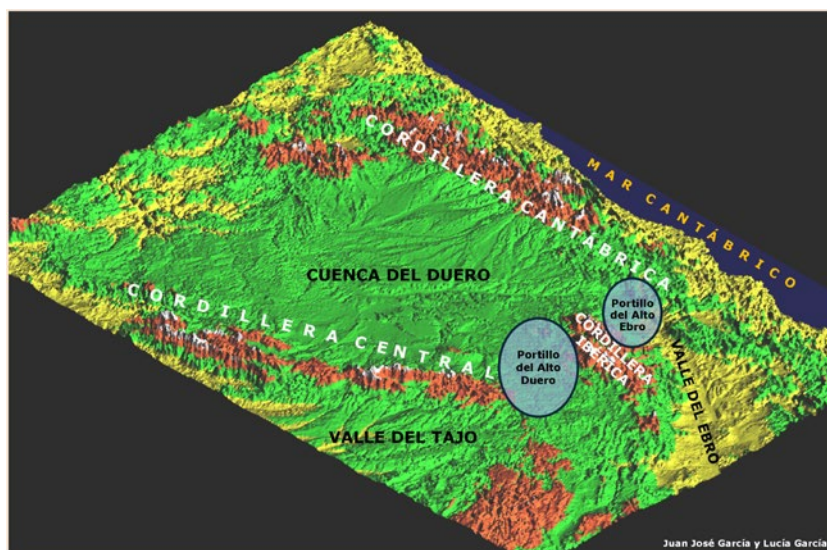 CORDILLERA CANTÁBRICA
MAR CANTÁBRICO
CUENCA DEL DUERO
CORDILLERA CENTRAL
Portillo
del Alto
Ebro
Portillo
del Alto
Duero
CORDILLERA
IBÉRICA
VALLE DEL EBRO
VALLE DEL TAJO
Juan José García y Lucía García